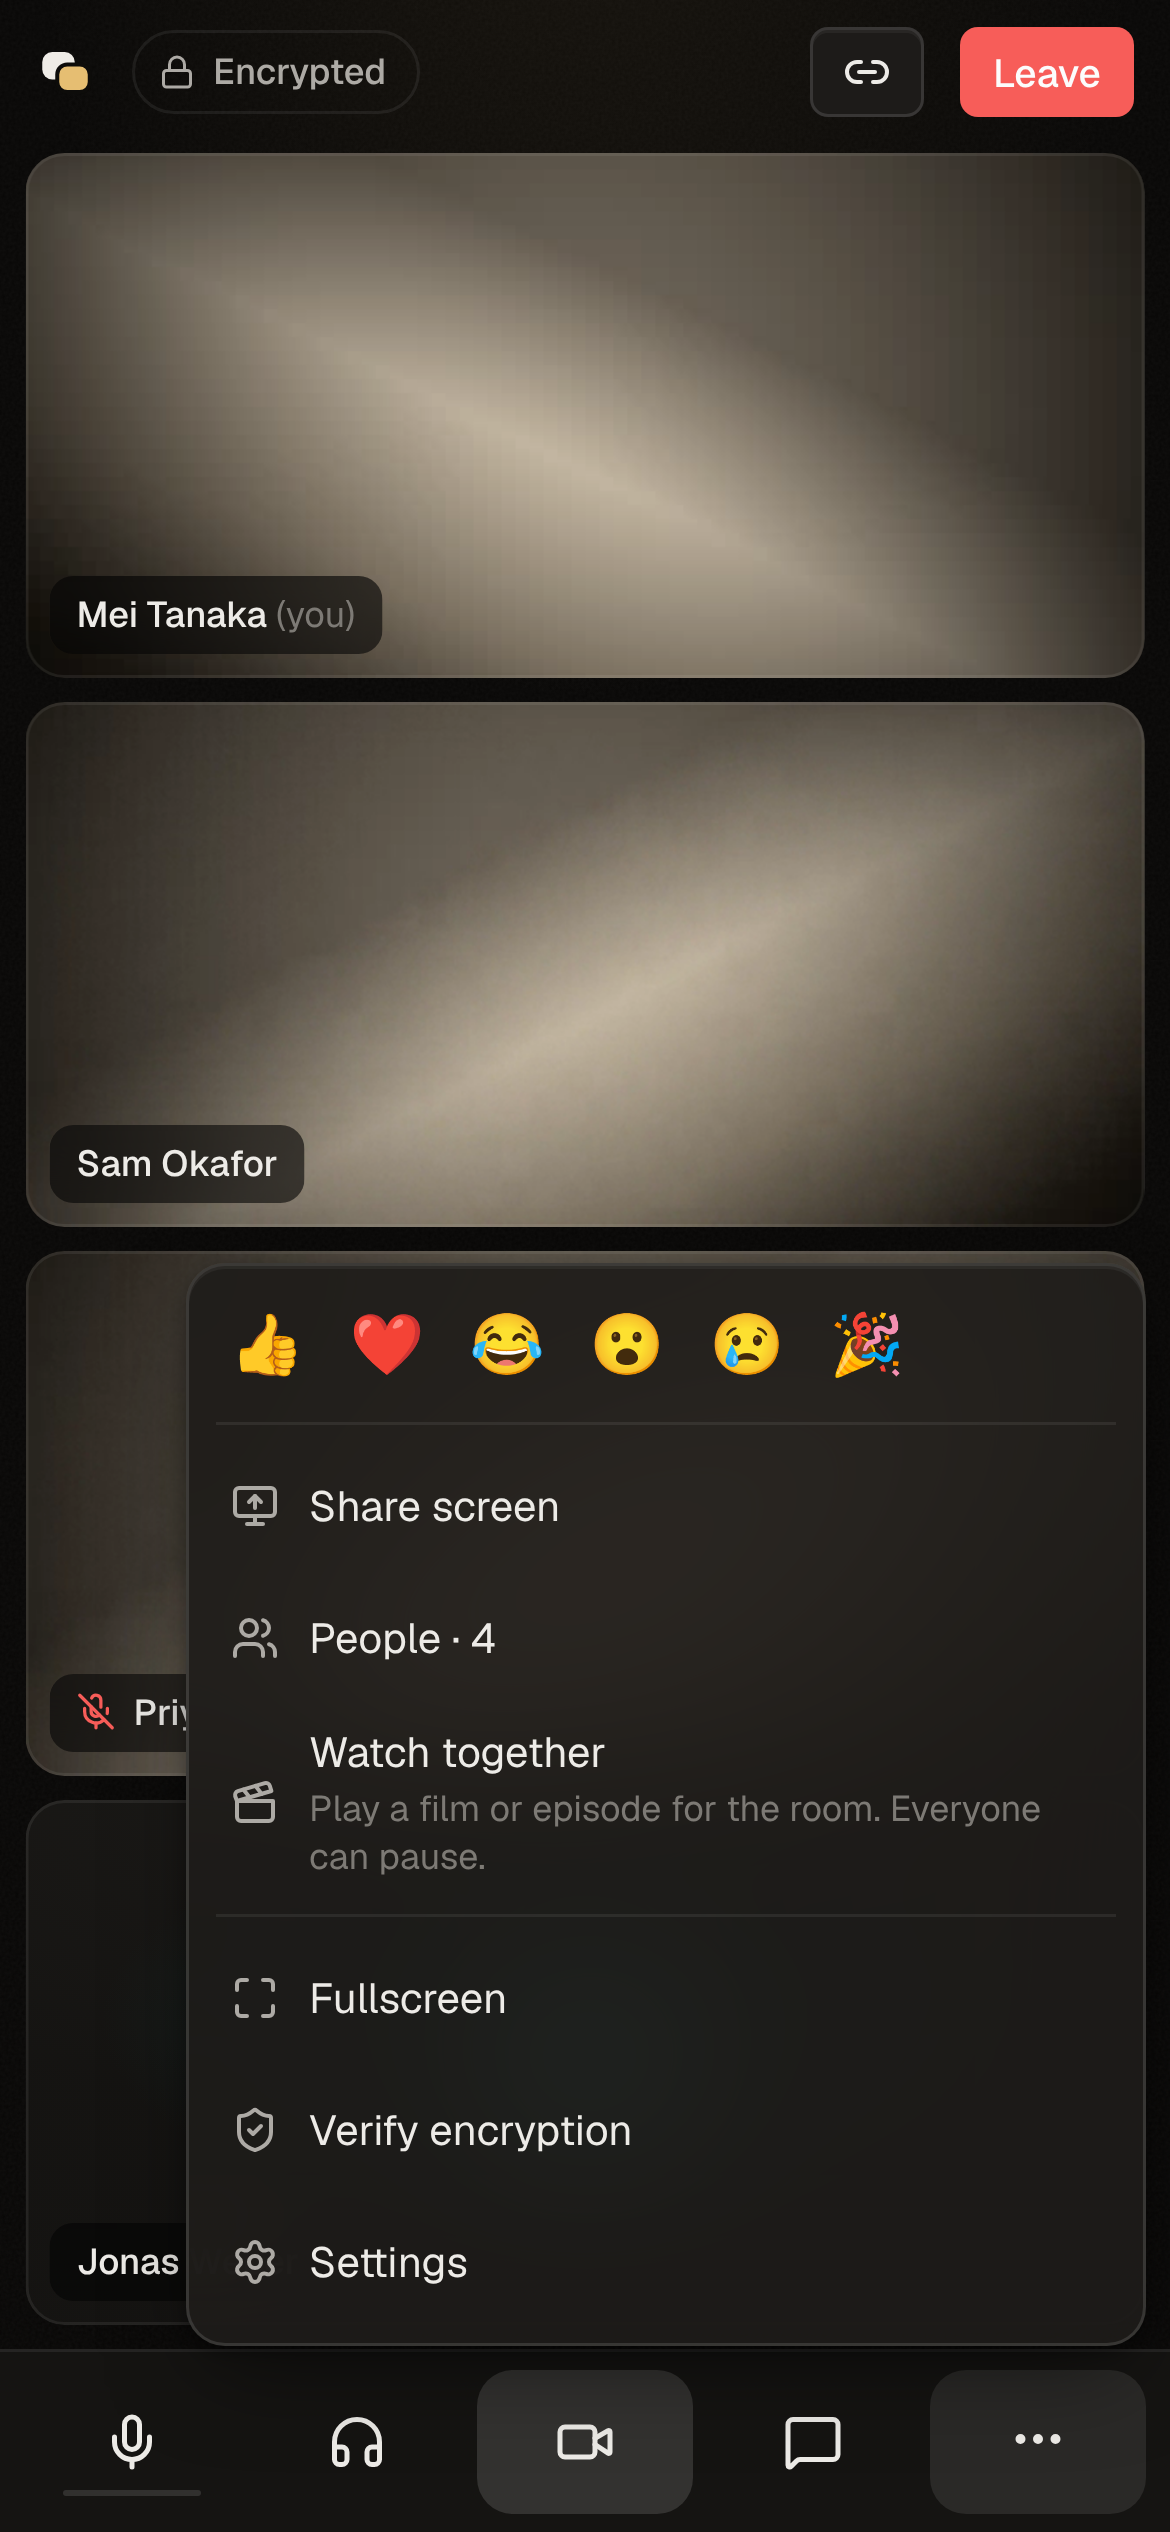 Encrypted
Leave
Mei Tanaka (you)
Sam Okafor
Share screen
People · 4
Watch together
Play a film or episode for the room. Everyone
can pause.
Fullscreen
Verify encryption
Jonas
Settings